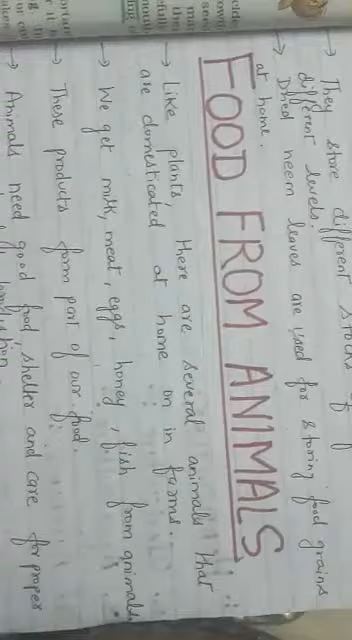 → They store different stocks
different levels.
→ Dried neem leaves are used for storing food grains
at home.
FOOD FROM ANIMALS
→ Like plants, there are several animals that
are domesticated at home on in farms.
→ We get milk, meat, eggs, honey, fish from animals.
→ These products form part of our food.
→ Animals need good food, shelter and care for proper